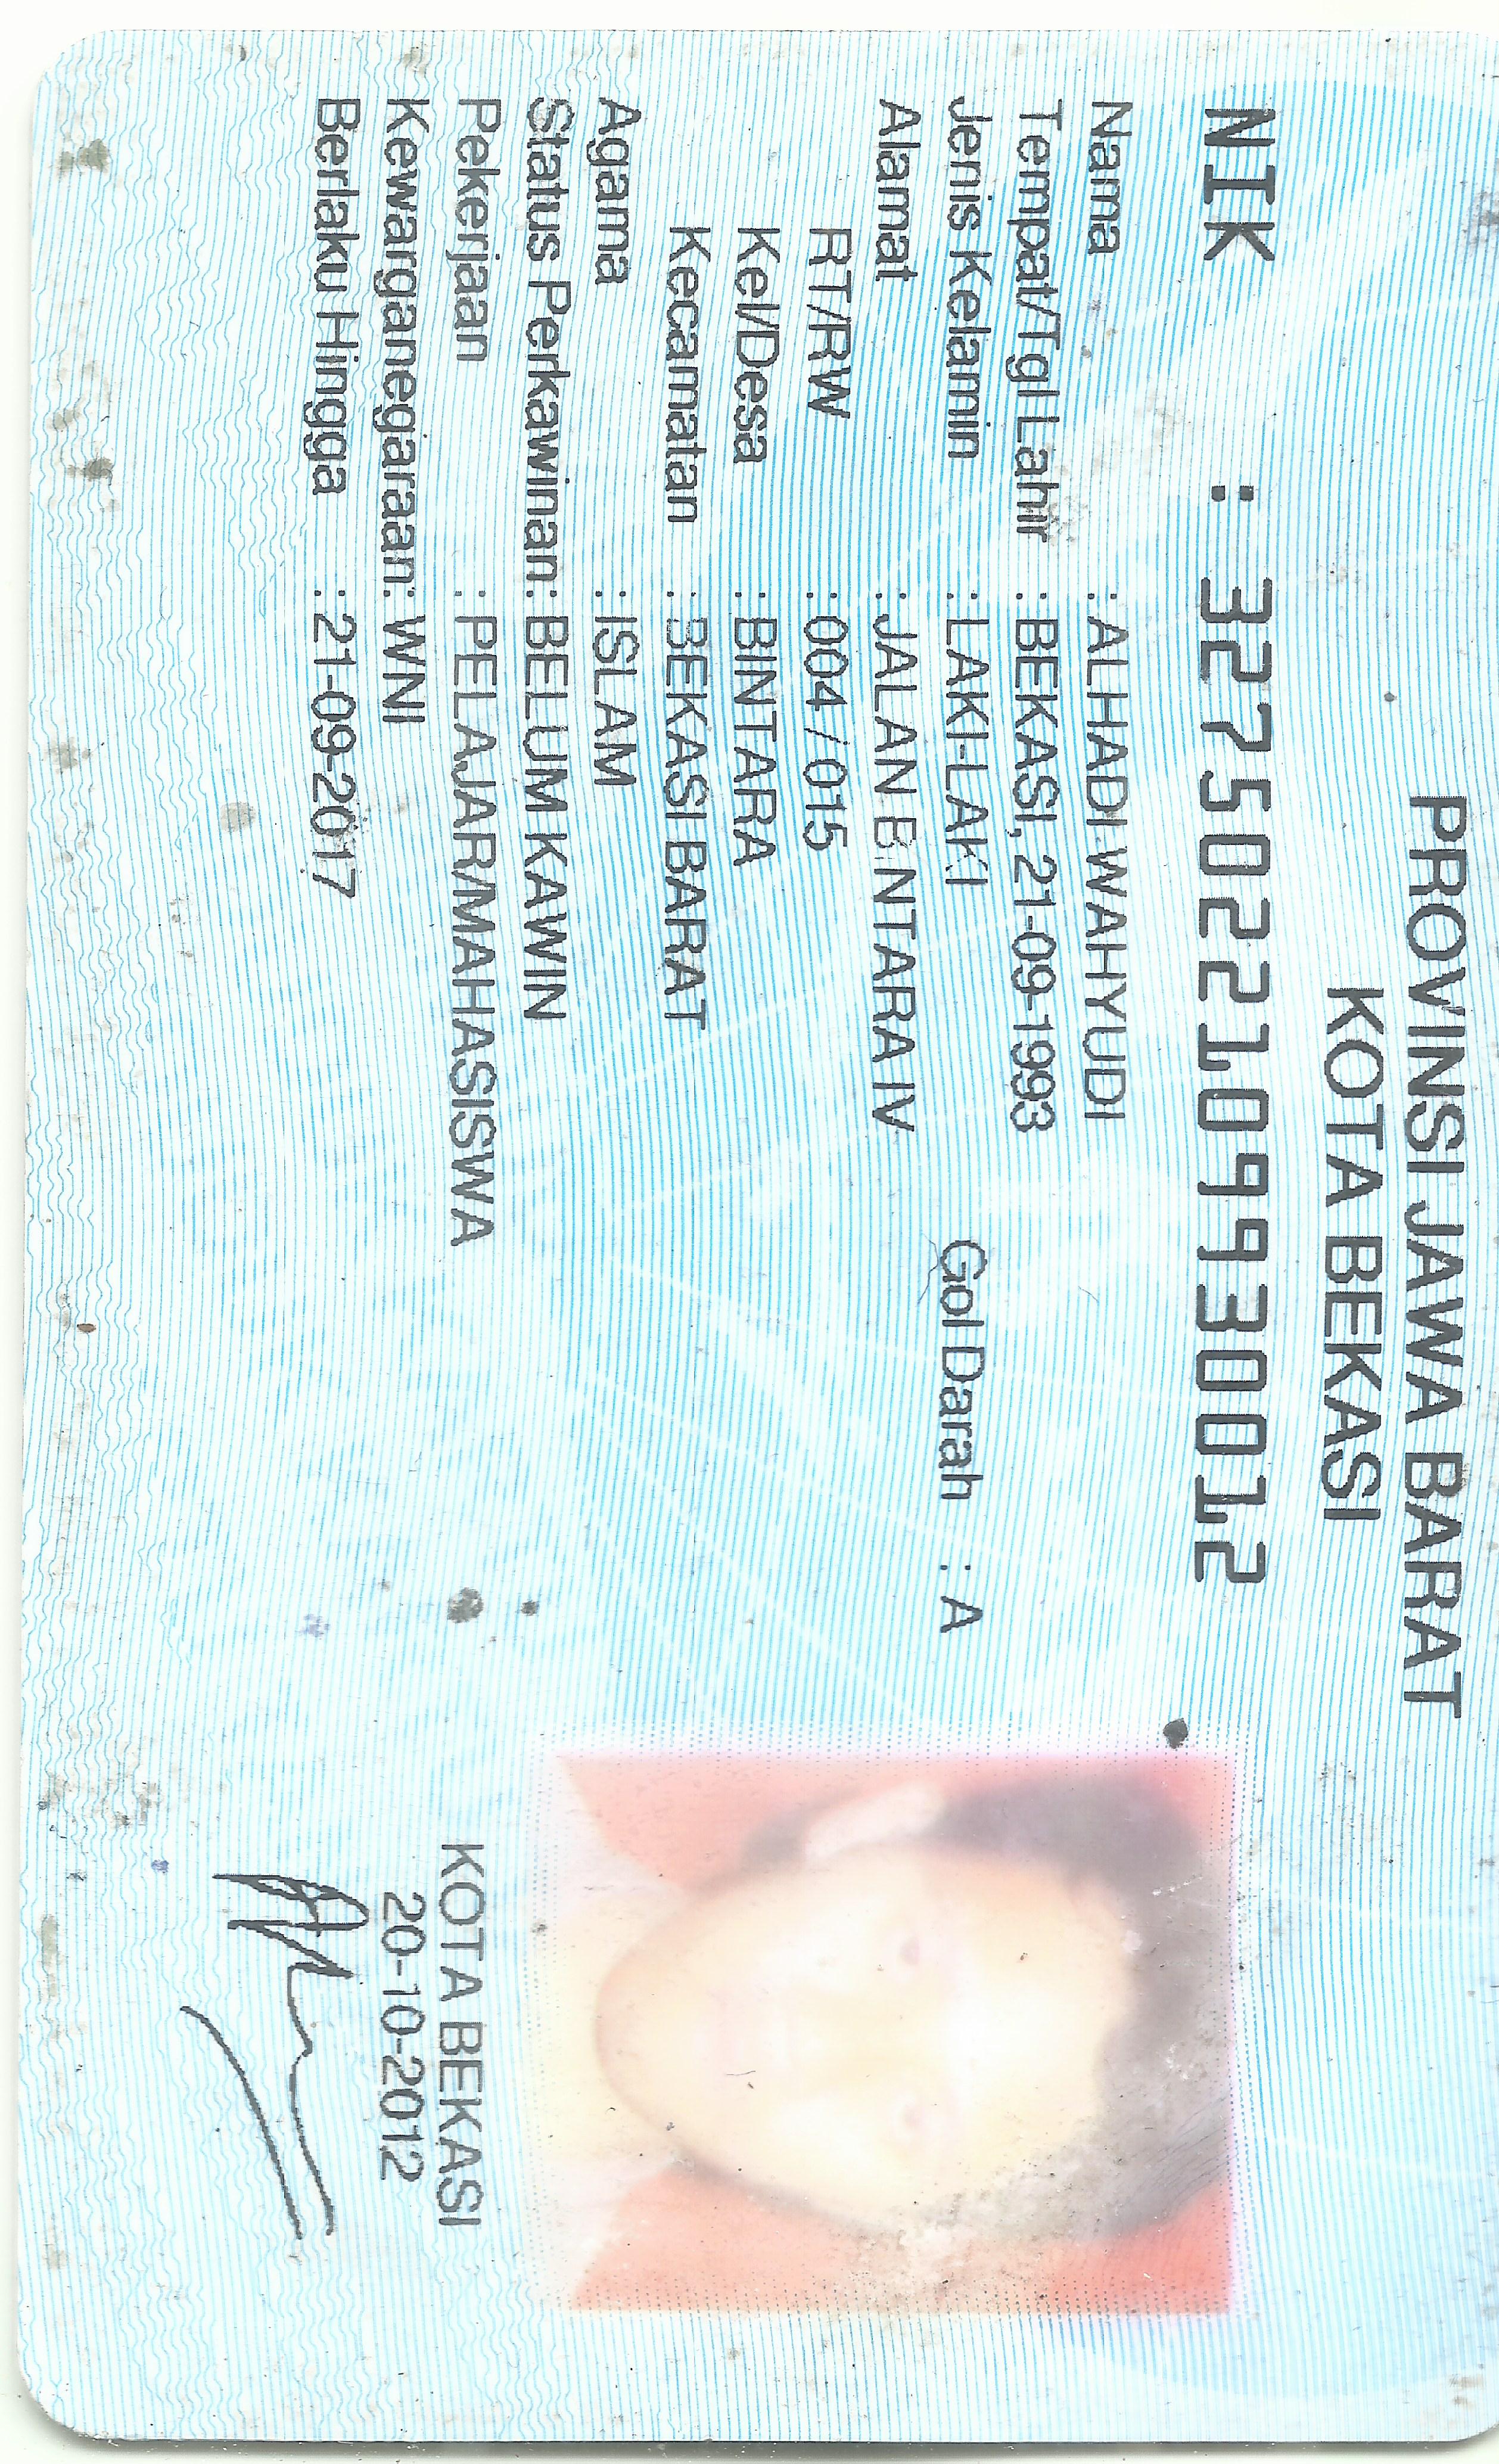 PROVINSI JAWA BARAT
KOTA BEKASI
NIK : 3275022109930012
Nama : ALHADI WAHYUDI
Tempat/Tgl Lahir : BEKASI, 21-09-1993
Jenis Kelamin : LAKI-LAKI Gol Darah : A
Alamat : JALAN BINTARA IV
RT/RW : 004 / 015
Kel/Desa : BINTARA
Kecamatan : BEKASI BARAT
Agama : ISLAM
Status Perkawinan: BELUM KAWIN
Pekerjaan : PELAJAR/MAHASISWA
Kewarganegaraan: WNI
Berlaku Hingga : 21-09-2017
KOTA BEKASI
20-10-2012